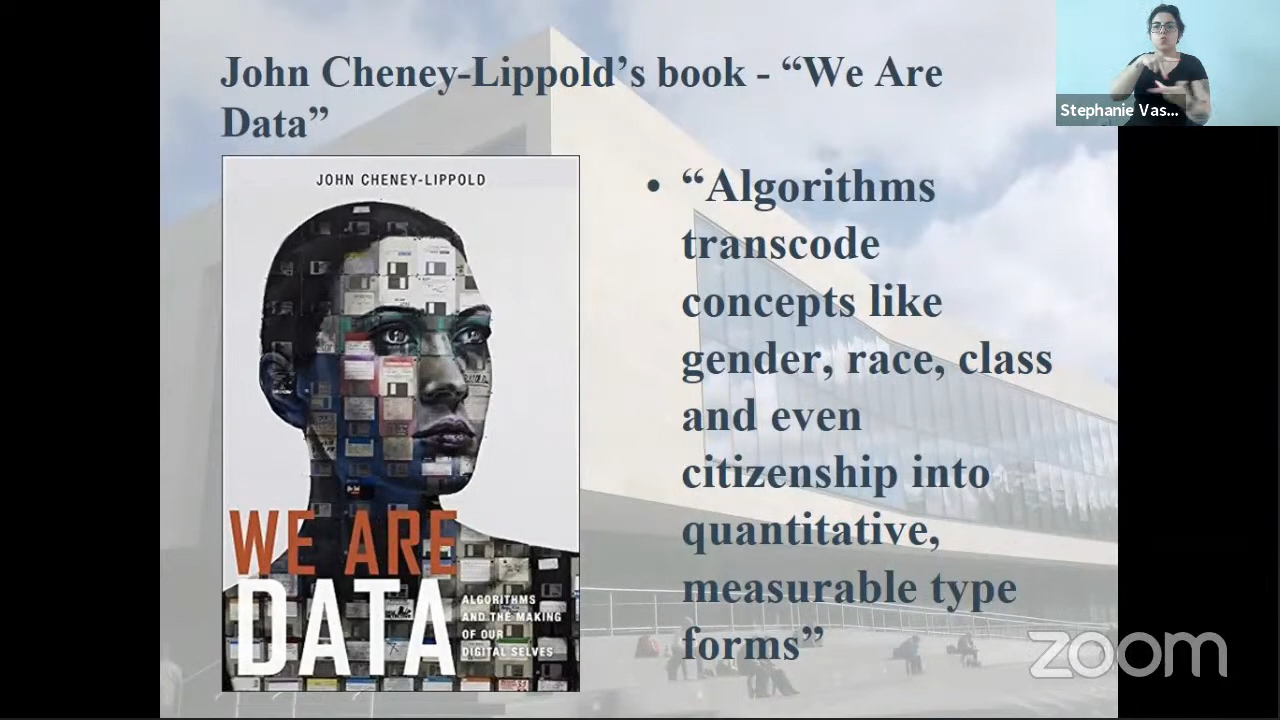 John Cheney-Lippold’s book - “We Are
Data”
JOHN CHENEY-LIPPOLD
WE ARE
DATA
ALGORITHMS
AND THE MAKING
OF OUR
DIGITAL SELVES
• “Algorithms
transcode
concepts like
gender, race, class
and even
citizenship into
quantitative,
measurable type
forms”
Stephanie Vas...
zoom